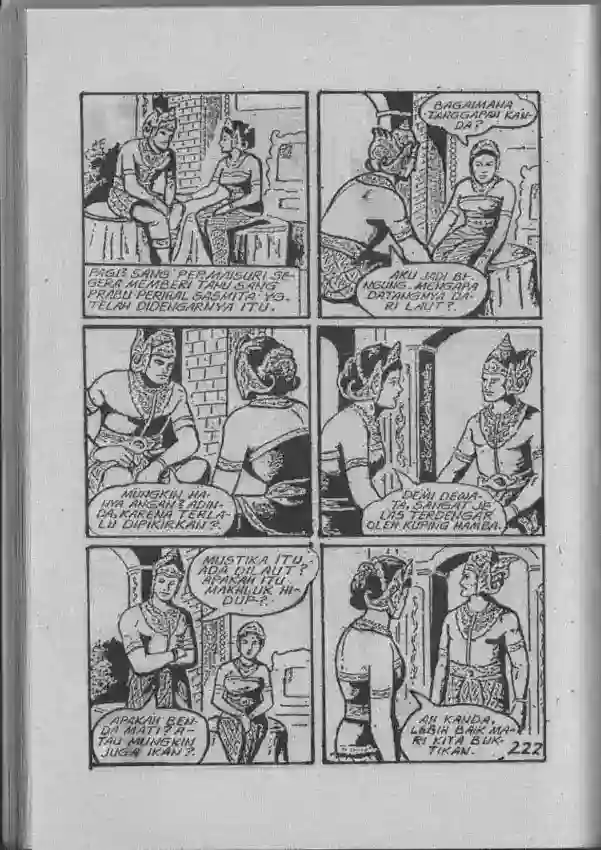 PAGI2 SANG PERMAISURI SE-
GERA MEMBERI TAHU SANG
PRABU PERIHAL SASMITA YG.
TELAH DIDENGARNYA ITU.
BAGAIMANA
TANGGAPAN KAN-
DA?
AKU JADI BI-
NGUNG. MENGAPA
DATANGNYA DA-
RI LAUT?.
MUNGKIN HA-
NYA ANGAN2 ADIN-
DA, KARENA TERLA-
LU DIPIKIRKAN?.
DEMI DEWA-
TA, SANGAT JE-
LAS TERDENGAR
OLEH KUPING HAMBA.
MUSTIKA ITU
ADA DILAUT?
APAKAH ITU
MAKHLUK HI-
DUP?.
APAKAH BEN-
DA MATI? A-
TAU MUNGKIN
JUGA IKAN?.
AH KANDA,
LEBIH BAIK MA-
RI KITA BUK-
TIKAN.
222